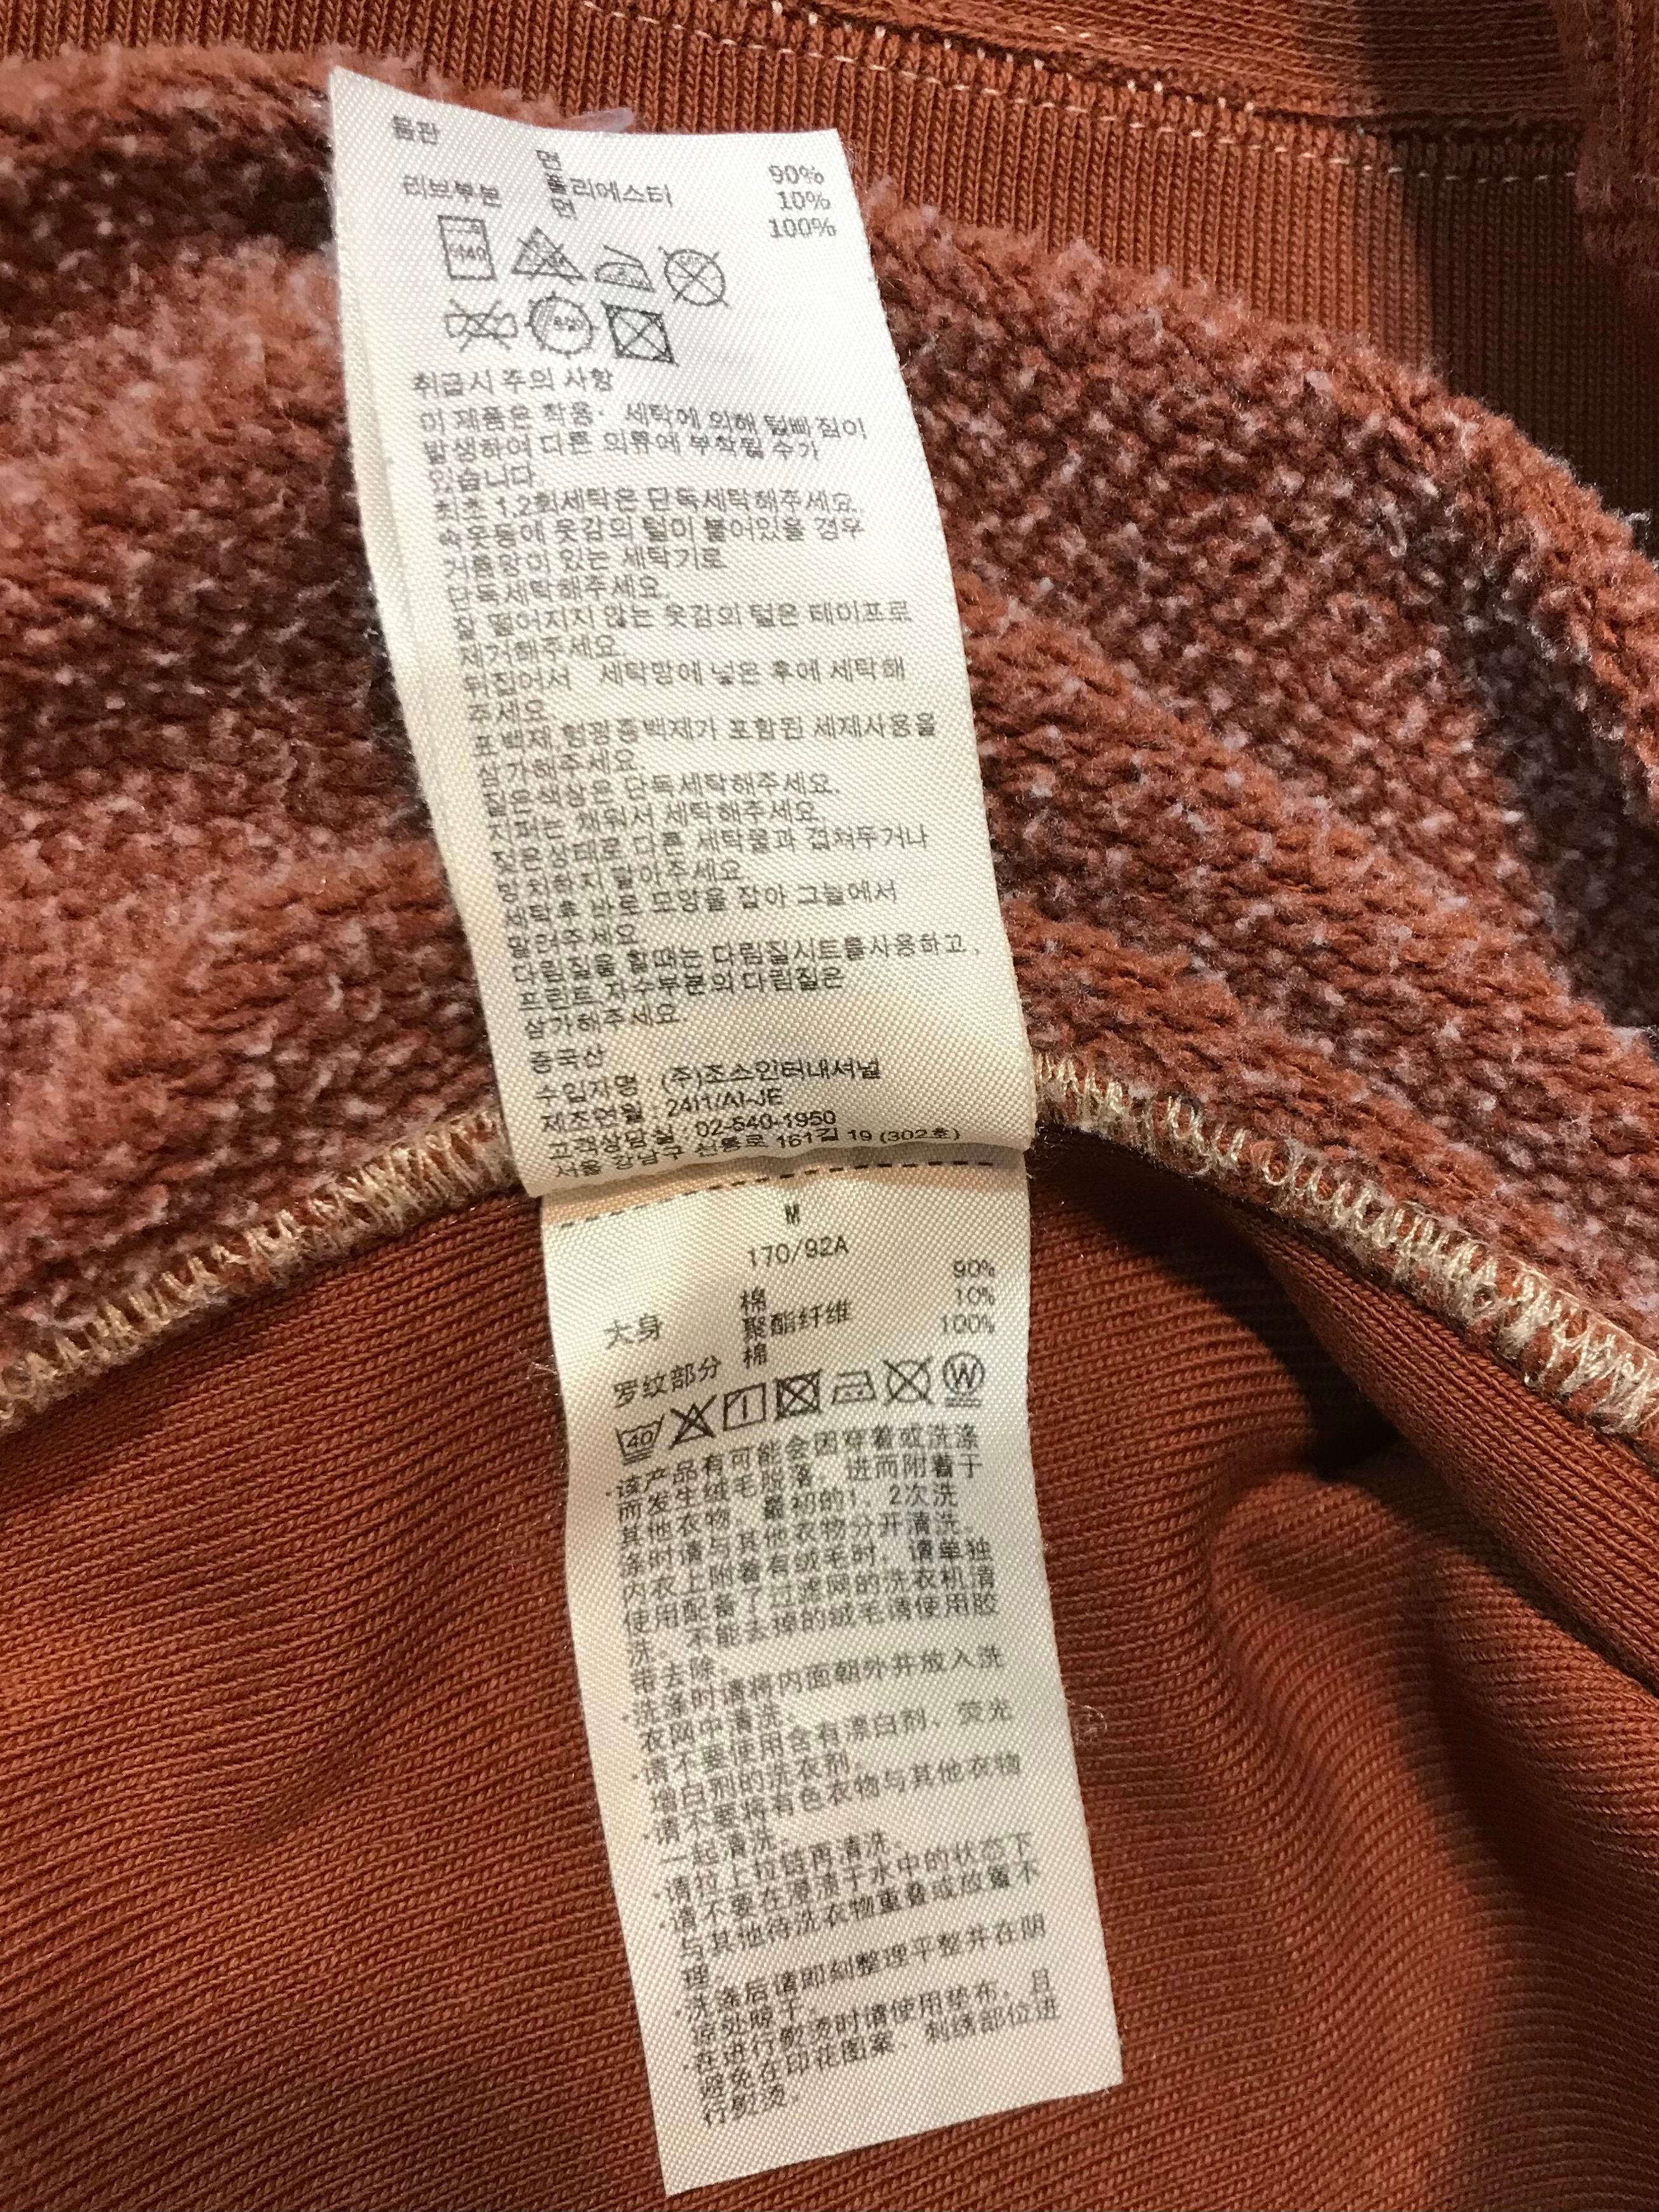 몸판
면 90%
폴리에스터 10%
리브부분 면 100%
취급시 주의 사항
이 제품은 착용· 세탁에 의해 털빠짐이
발생하여 다른 의류에 부착될 수가
있습니다.
최초 1,2회세탁은 단독세탁해주세요.
속옷등에 옷감의 털이 붙어있을 경우
거름망이 있는 세탁기로
단독세탁해주세요.
잘 떨어지지 않는 옷감의 털은 테이프로
제거해주세요.
뒤집어서 세탁망에 넣은 후에 세탁해
주세요.
표백제,형광증백제가 포함된 세제사용을
삼가해주세요.
짙은색상은 단독세탁해주세요.
지퍼는 채워서 세탁해주세요.
젖은상태로 다른 세탁물과 겹쳐두거나
방치하지 말아주세요.
세탁후 바로 모양을 잡아 그늘에서
말려주세요.
다림질을 할때는 다림질시트를사용하고,
프린트 자수부분의 다림질은
삼가해주세요.
중국산
수입자명 : (주)조스인터내셔널
제조연월 : 24I1/AI-JE
고객상담실 : 02-540-1950
서울 강남구 선릉로 161길 19 (302호)
M
170/92A
大身 棉 90%
聚酯纤维 10%
罗纹部分 棉 100%
40
W
·该产品有可能会因穿着或洗涤
而发生绒毛脱落，进而附着于
其他衣物，最初的1、2次洗
涤时请与其他衣物分开清洗。
内衣上附着有绒毛时，请单独
使用配备了过滤网的洗衣机清
洗。不能去掉的绒毛请使用胶
带去除。
·洗涤时请将内面朝外并放入洗
衣网中清洗。
·请不要使用含有漂白剂、荧光
增白剂的洗衣剂。
·请不要将有色衣物与其他衣物
一起清洗。
·请拉上拉链再清洗。
·请不要在浸渍于水中的状态下
与其他待洗衣物重叠或放置不
理。
·洗涤后请即刻整理平整并在阴
凉处晾干。
·在进行熨烫时请使用垫布，且
避免在印花图案、刺绣部位进
行熨烫。